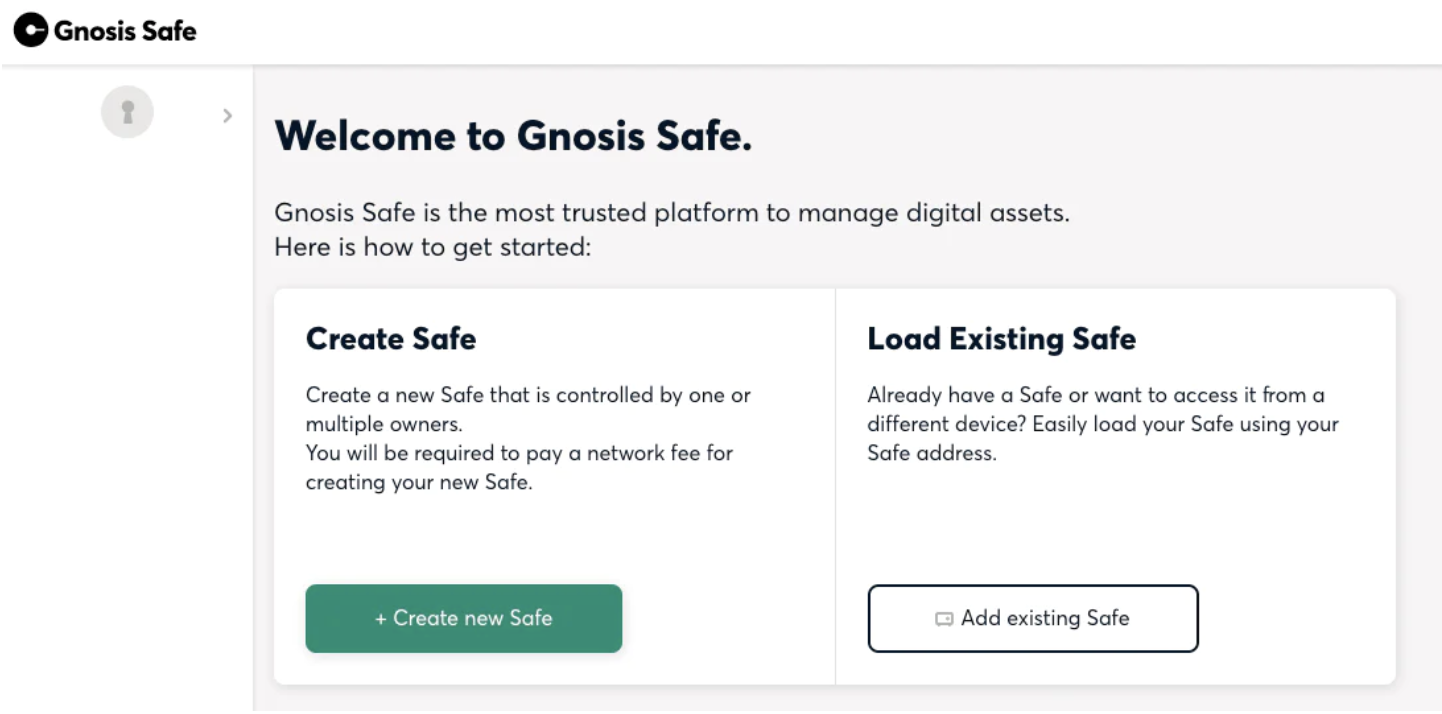 Gnosis Safe
Welcome to Gnosis Safe.
Gnosis Safe is the most trusted platform to manage digital assets.
Here is how to get started:
Create Safe
Create a new Safe that is controlled by one or
multiple owners.
You will be required to pay a network fee for
creating your new Safe.
+ Create new Safe
Load Existing Safe
Already have a Safe or want to access it from a
different device? Easily load your Safe using your
Safe address.
Add existing Safe